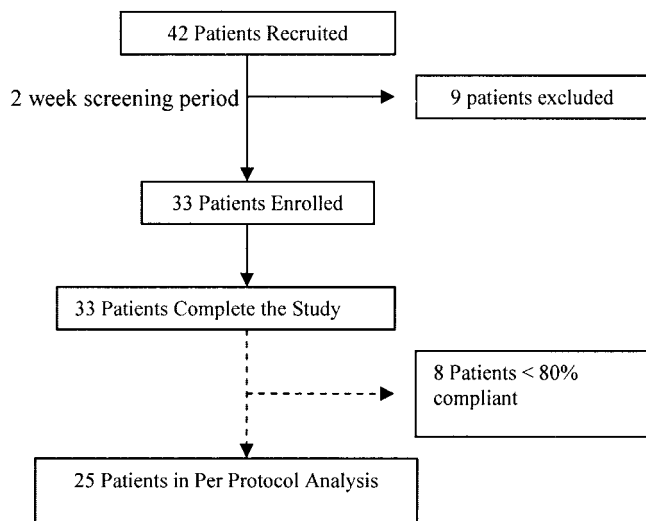 42 Patients Recruited
2 week screening period
9 patients excluded
33 Patients Enrolled
33 Patients Complete the Study
8 Patients < 80%
compliant
25 Patients in Per Protocol Analysis